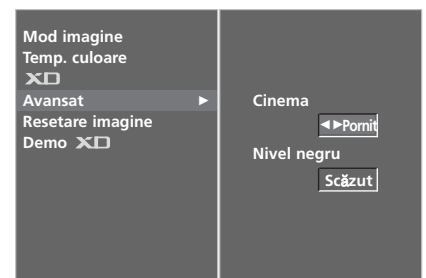 Mod imagine
Temp. culoare
XD
Avansat ►
Resetare imagine
Demo XD
Cinema
◄►Pornit
Nivel negru
Scăzut